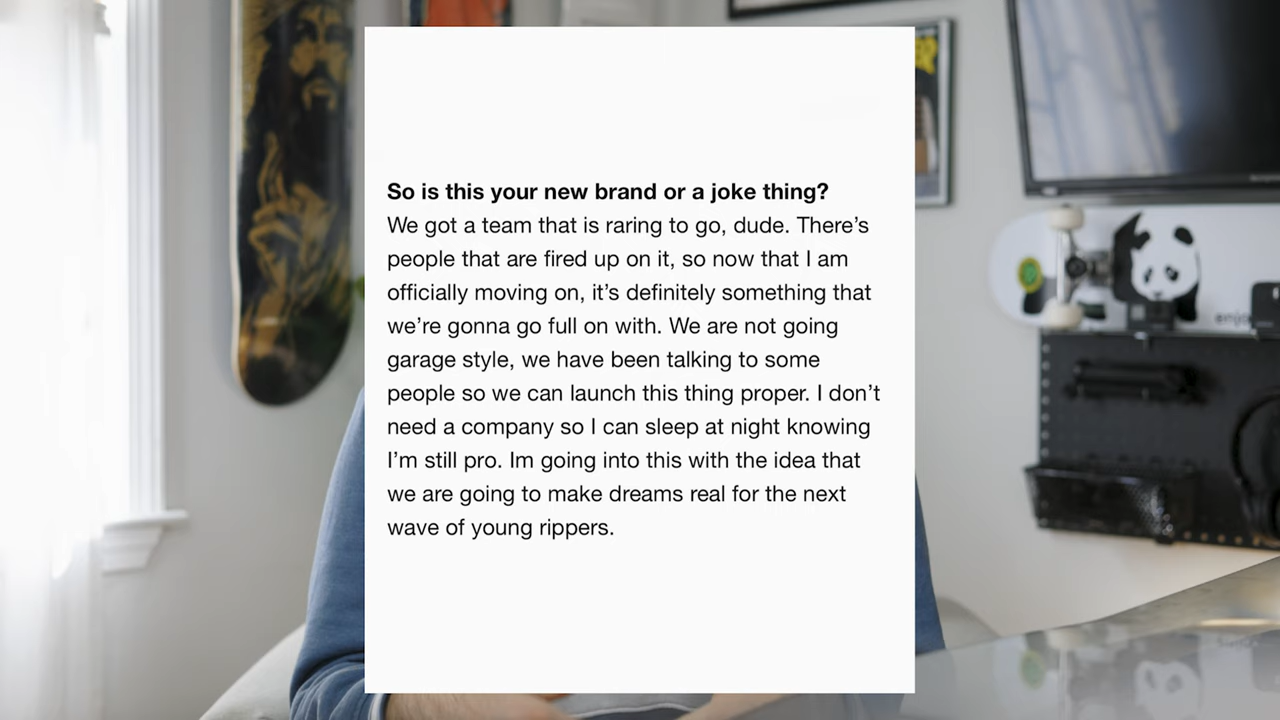 So is this your new brand or a joke thing?
We got a team that is raring to go, dude. There’s
people that are fired up on it, so now that I am
officially moving on, it’s definitely something that
we’re gonna go full on with. We are not going
garage style, we have been talking to some
people so we can launch this thing proper. I don’t
need a company so I can sleep at night knowing
I’m still pro. Im going into this with the idea that
we are going to make dreams real for the next
wave of young rippers.